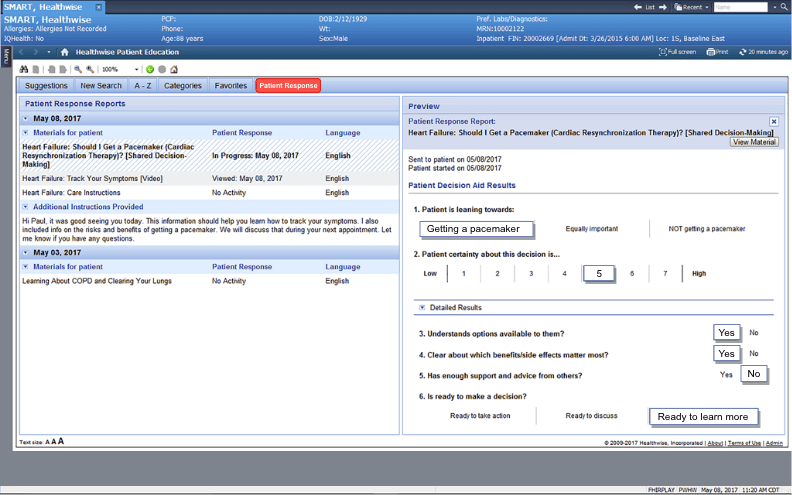 SMART, Healthwise
List
Recent
Name
SMART, Healthwise
PCP:
DOB:2/12/1929
Pref. Labs/Diagnostics:
Allergies: Allergies Not Recorded
Phone:
Wt:
MRN:10002122
IQHealth: No
Age:88 years
Sex:Male
Inpatient FIN: 20002669 [Admt Dt: 3/26/2015 6:00 AM] Loc: 1S, Baseline East
Menu
Healthwise Patient Education
Full screen
Print
20 minutes ago
100%
Suggestions
New Search
A - Z
Categories
Favorites
Patient Response
Patient Response Reports
May 08, 2017
Materials for patient
Patient Response
Language
Heart Failure: Should I Get a Pacemaker (Cardiac
Resynchronization Therapy)? [Shared Decision-
Making]
In Progress: May 08, 2017
English
Heart Failure: Track Your Symptoms [Video]
Viewed: May 08, 2017
English
Heart Failure: Care Instructions
No Activity
English
Additional Instructions Provided
Hi Paul, it was good seeing you today. This information should help you learn how to track your symptoms. I also
included info on the risks and benefits of getting a pacemaker. We will discuss that during your next appointment. Let
me know if you have any questions.
May 03, 2017
Materials for patient
Patient Response
Language
Learning About COPD and Clearing Your Lungs
No Activity
English
Preview
Patient Response Report:
Heart Failure: Should I Get a Pacemaker (Cardiac Resynchronization Therapy)? [Shared Decision-Making]
View Material
Sent to patient on 05/08/2017
Patient started on 05/08/2017
Patient Decision Aid Results
1. Patient is leaning towards:
Getting a pacemaker
Equally important
NOT getting a pacemaker
2. Patient certainty about this decision is...
Low 1 2 3 4 5 6 7 High
Detailed Results
3. Understands options available to them?
Yes No
4. Clear about which benefits/side effects matter most?
Yes No
5. Has enough support and advice from others?
Yes No
6. Is ready to make a decision?
Ready to take action
Ready to discuss
Ready to learn more
Text size: A A A
© 2009-2017 Healthwise, Incorporated | About | Terms of Use | Admin
FHIRPLAY PWHW May 08, 2017 11:20 AM CDT